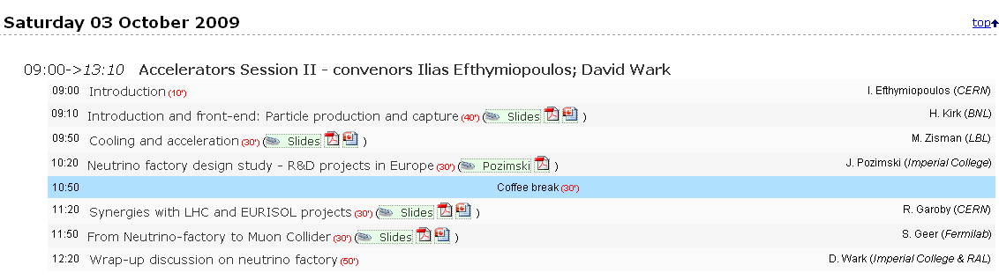 Saturday 03 October 2009 top
09:00->13:10 Accelerators Session II - convenors Ilias Efthymiopoulos; David Wark
09:00 Introduction (10') I. Efthymiopoulos (CERN)
09:10 Introduction and front-end: Particle production and capture (40') ( Slides ) H. Kirk (BNL)
09:50 Cooling and acceleration (30') ( Slides ) M. Zisman (LBL)
10:20 Neutrino factory design study - R&D projects in Europe (30') ( Pozimski ) J. Pozimski (Imperial College)
10:50 Coffee break (30')
11:20 Synergies with LHC and EURISOL projects (30') ( Slides ) R. Garoby (CERN)
11:50 From Neutrino-factory to Muon Collider (30') ( Slides ) S. Geer (Fermilab)
12:20 Wrap-up discussion on neutrino factory (50') D. Wark (Imperial College & RAL)